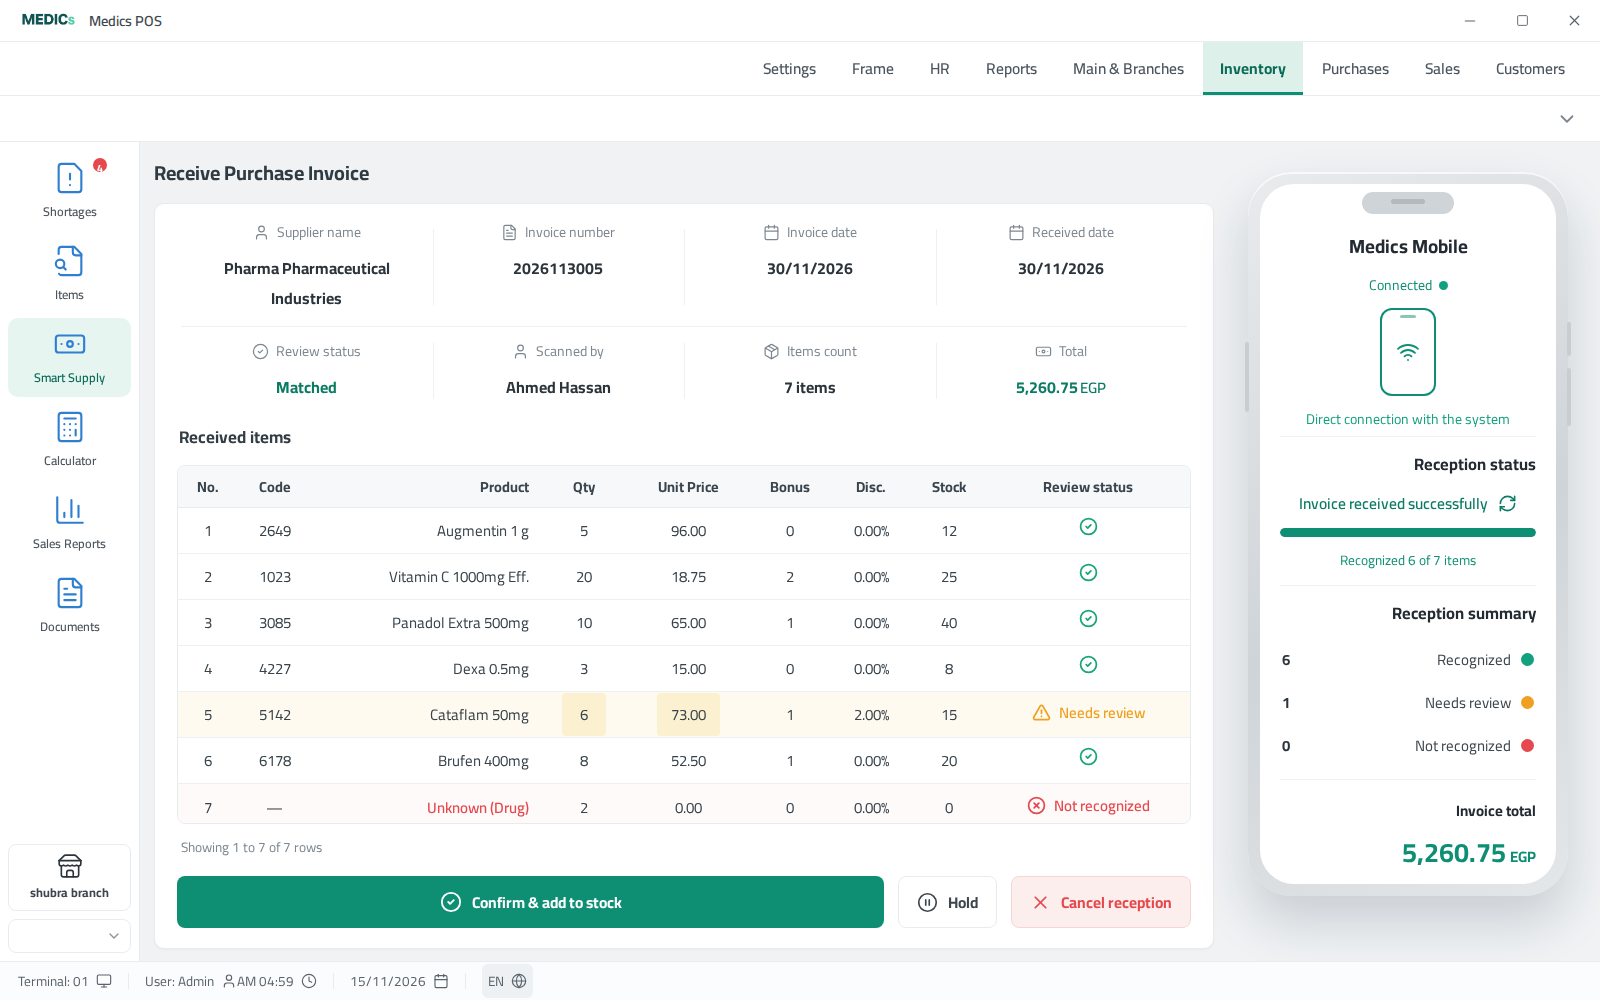 MEDICs Medics POS
Settings Frame HR Reports Main & Branches Inventory Purchases Sales Customers
Shortages
Items
Smart Supply
Calculator
Sales Reports
Documents
shubra branch
Receive Purchase Invoice
Supplier name Invoice number Invoice date Received date
Pharma Pharmaceutical Industries 2026113005 30/11/2026 30/11/2026
Review status Scanned by Items count Total
Matched Ahmed Hassan 7 items 5,260.75 EGP
Received items
No. Code Product Qty Unit Price Bonus Disc. Stock Review status
1 2649 Augmentin 1 g 5 96.00 0 0.00% 12
2 1023 Vitamin C 1000mg Eff. 20 18.75 2 0.00% 25
3 3085 Panadol Extra 500mg 10 65.00 1 0.00% 40
4 4227 Dexa 0.5mg 3 15.00 0 0.00% 8
5 5142 Cataflam 50mg 6 73.00 1 2.00% 15 Needs review
6 6178 Brufen 400mg 8 52.50 1 0.00% 20
7 — Unknown (Drug) 2 0.00 0 0.00% 0 Not recognized
Showing 1 to 7 of 7 rows
Confirm & add to stock Hold Cancel reception
Medics Mobile
Connected
Direct connection with the system
Reception status
Invoice received successfully
Recognized 6 of 7 items
Reception summary
6 Recognized
1 Needs review
0 Not recognized
Invoice total
5,260.75 EGP
Terminal: 01 User: Admin AM 04:59 15/11/2026 EN